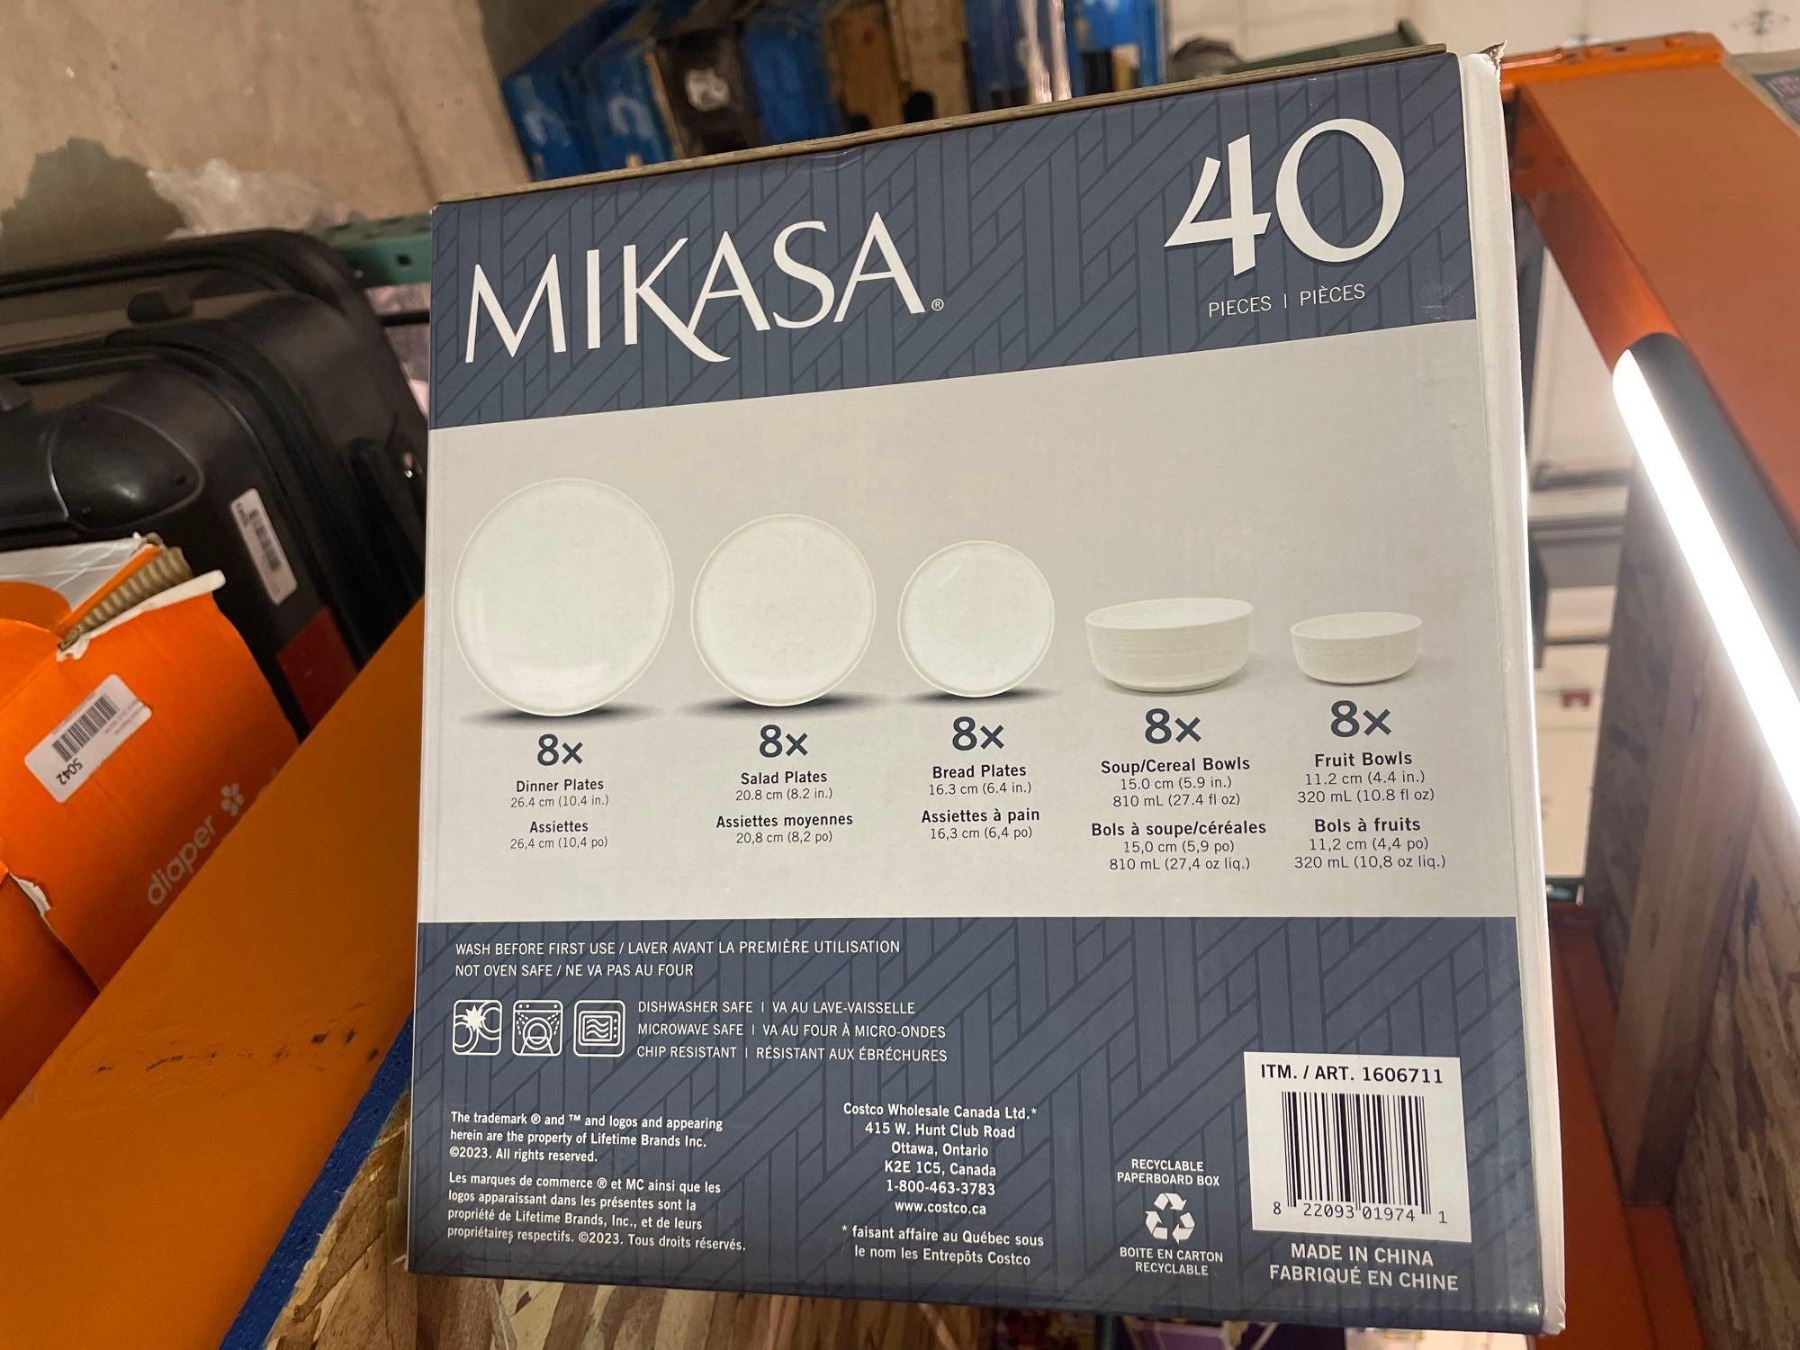 MIKASA®
40
PIECES | PIÈCES
8x
Dinner Plates
26.4 cm (10.4 in.)
Assiettes
26,4 cm (10,4 po)
8x
Salad Plates
20.8 cm (8.2 in.)
Assiettes moyennes
20,8 cm (8,2 po)
8x
Bread Plates
16.3 cm (6.4 in.)
Assiettes à pain
16,3 cm (6,4 po)
8x
Soup/Cereal Bowls
15.0 cm (5.9 in.)
810 mL (27.4 fl oz)
Bols à soupe/céréales
15,0 cm (5,9 po)
810 mL (27,4 oz liq.)
8x
Fruit Bowls
11.2 cm (4.4 in.)
320 mL (10.8 fl oz)
Bols à fruits
11,2 cm (4,4 po)
320 mL (10,8 oz liq.)
WASH BEFORE FIRST USE / LAVER AVANT LA PREMIÈRE UTILISATION
NOT OVEN SAFE / NE VA PAS AU FOUR
DISHWASHER SAFE | VA AU LAVE-VAISSELLE
MICROWAVE SAFE | VA AU FOUR À MICRO-ONDES
CHIP RESISTANT | RÉSISTANT AUX ÉBRÉCHURES
The trademark ® and ™ and logos and appearing
herein are the property of Lifetime Brands Inc.
©2023. All rights reserved.
Les marques de commerce ® et MC ainsi que les
logos apparaissant dans les présentes sont la
propriété de Lifetime Brands, Inc., et de leurs
propriétaires respectifs. ©2023. Tous droits réservés.
Costco Wholesale Canada Ltd.*
415 W. Hunt Club Road
Ottawa, Ontario
K2E 1C5, Canada
1-800-463-3783
www.costco.ca
* faisant affaire au Québec sous
le nom les Entrepôts Costco
RECYCLABLE
PAPERBOARD BOX
BOITE EN CARTON
RECYCLABLE
ITM. / ART. 1606711
8 22093 01974 1
MADE IN CHINA
FABRIQUÉ EN CHINE
5042
diaper